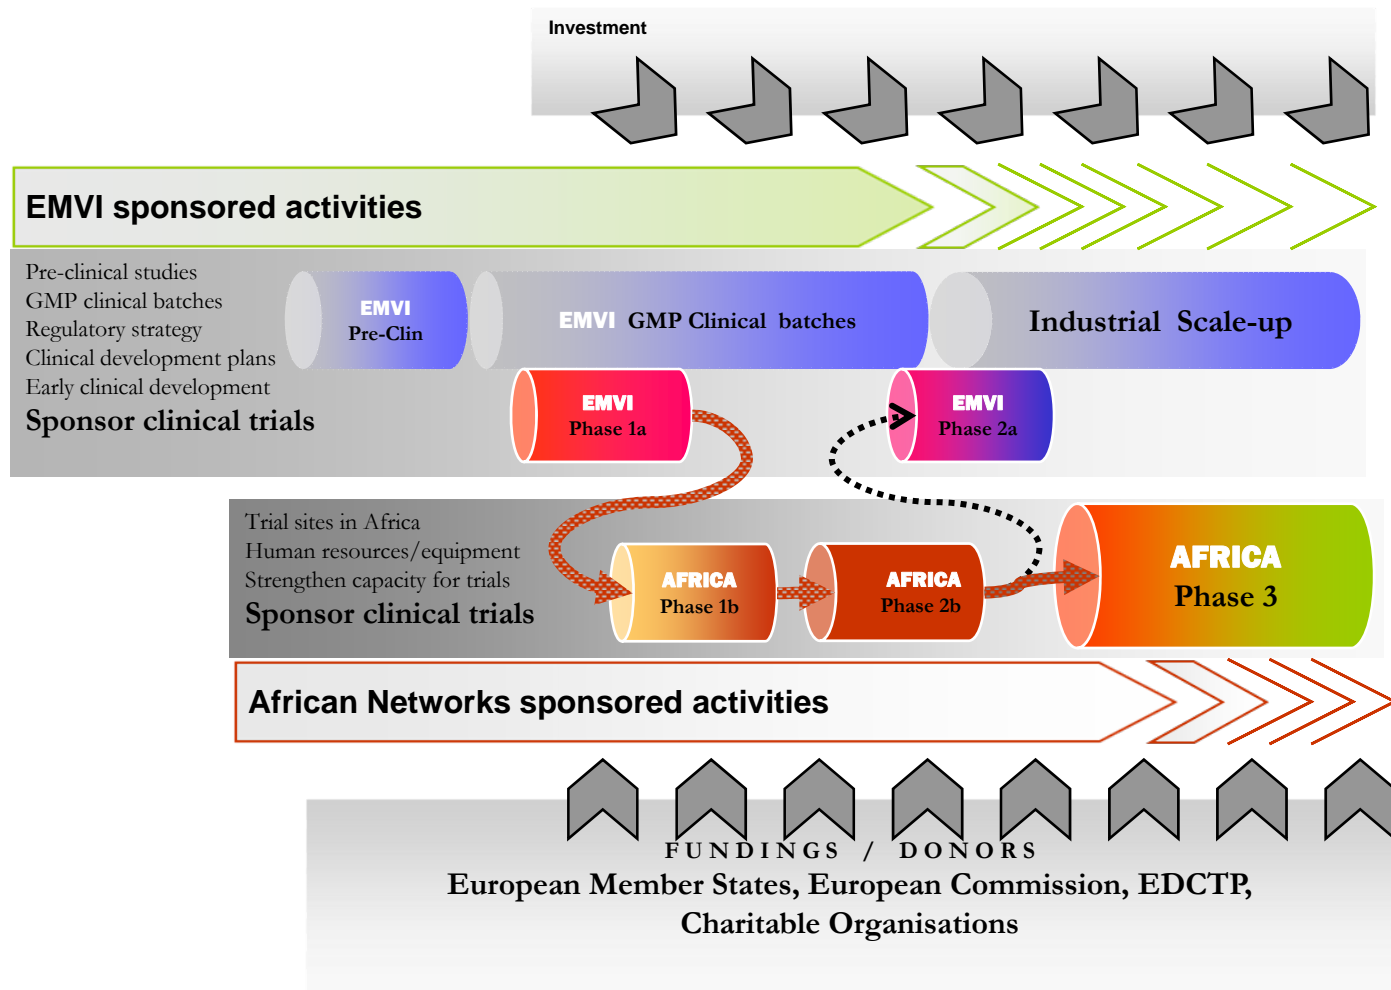 Investment
EMVI sponsored activities
Pre-clinical studies
GMP clinical batches
Regulatory strategy
Clinical development plans
Early clinical development
Sponsor clinical trials
EMVI
Pre-Clin
EMVI GMP Clinical batches
Industrial Scale-up
EMVI
Phase 1a
EMVI
Phase 2a
Trial sites in Africa
Human resources/equipment
Strengthen capacity for trials
Sponsor clinical trials
AFRICA
Phase 1b
AFRICA
Phase 2b
AFRICA
Phase 3
African Networks sponsored activities
FUNDINGS / DONORS
European Member States, European Commission, EDCTP,
Charitable Organisations